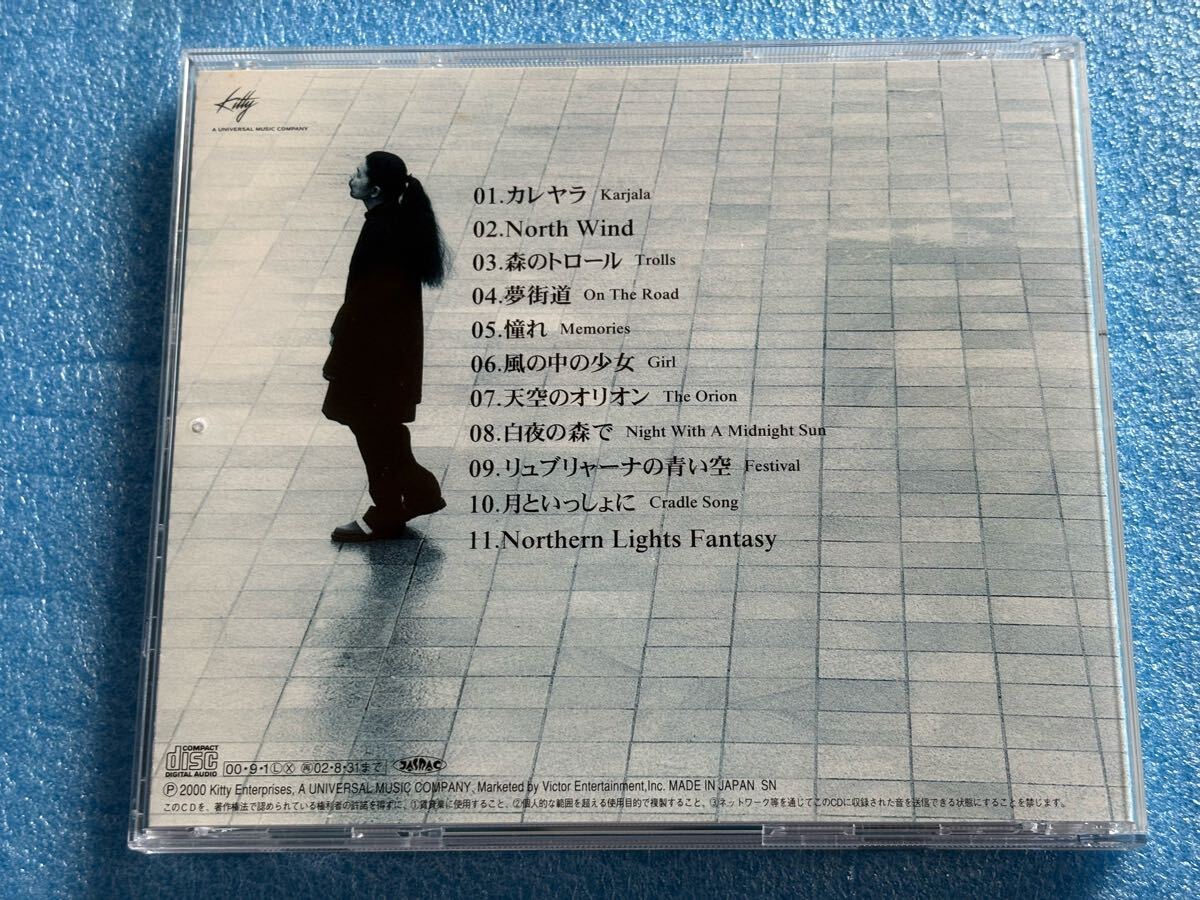 Kitty
A UNIVERSAL MUSIC COMPANY
01.カレヤラ Karjala
02.North Wind
03.森のトロール Trolls
04.夢街道 On The Road
05.憧れ Memories
06.風の中の少女 Girl
07.天空のオリオン The Orion
08.白夜の森で Night With A Midnight Sun
09.リュブリャーナの青い空 Festival
10.月といっしょに Cradle Song
11.Northern Lights Fantasy
COMPACT disc DIGITAL AUDIO
00・9・1 Ⓛ Ⓧ ㊢02・8・31まで JASRAC
Ⓟ 2000 Kitty Enterprises, A UNIVERSAL MUSIC COMPANY, Marketed by Victor Entertainment,Inc. MADE IN JAPAN SN
このCDを、著作権法で認められている権利者の許諾を得ずに、①賃貸業に使用すること、②個人的な範囲を超える使用目的で複製すること、③ネットワーク等を通じてこのCDに収録された音を送信できる状態にすることを禁じます。